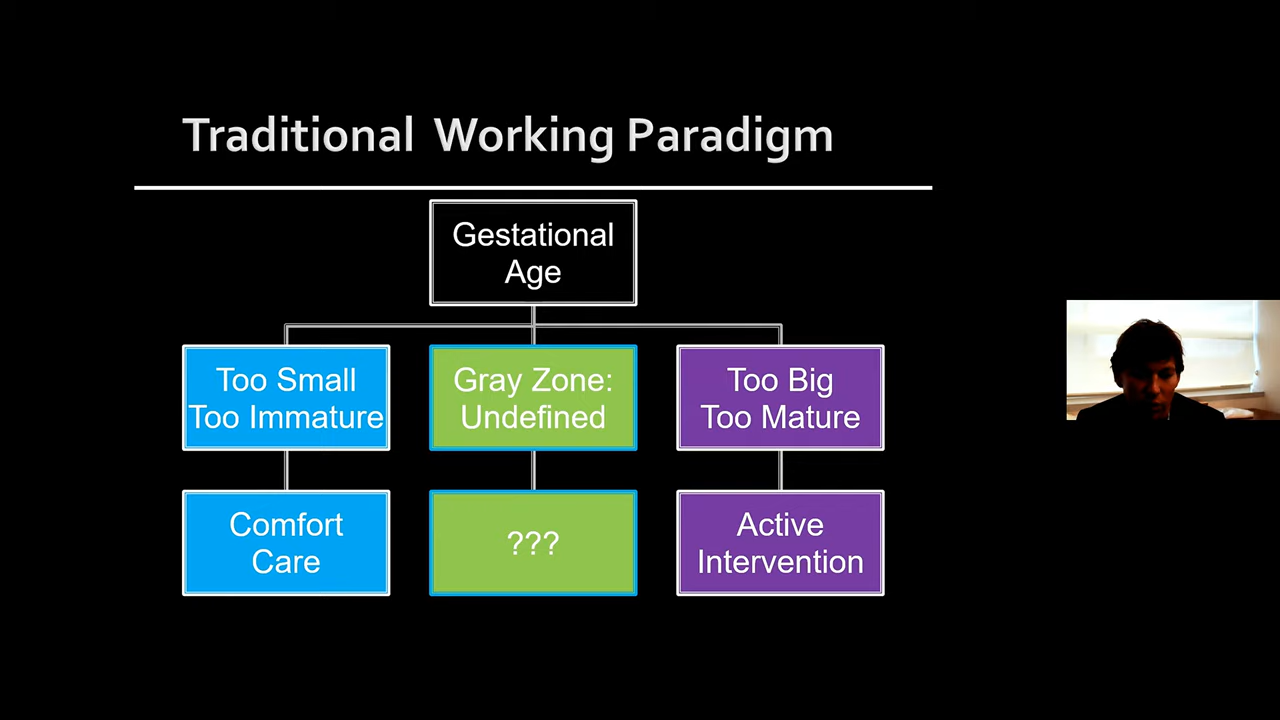 Traditional Working Paradigm
Gestational
Age
Too Small
Too Immature
Gray Zone:
Undefined
Too Big
Too Mature
Comfort
Care
???
Active
Intervention